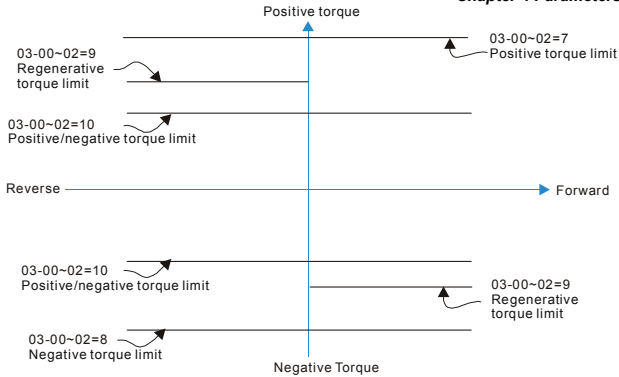 Chapter 4 Parameters
Positive torque
03-00~02=7
Positive torque limit
03-00~02=9
Regenerative
torque limit
03-00~02=10
Positive/negative torque limit
Reverse
Forward
03-00~02=10
Positive/negative torque limit
03-00~02=9
Regenerative
torque limit
03-00~02=8
Negative torque limit
Negative Torque